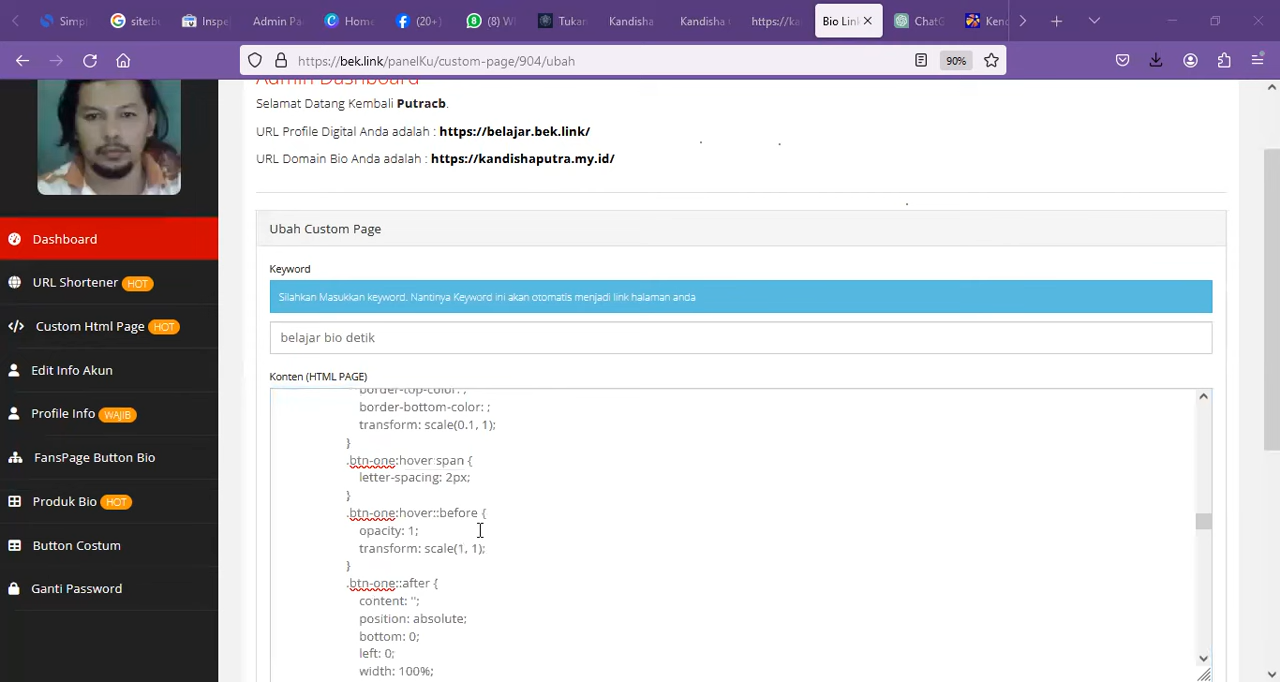 Simpl
site:bu
Inspe
Admin Pa
Home
(20+)
(8) W
Tukan
Kandisha
Kandisha
https://ka
Bio Lin
ChatG
Kenc
https://bek.link/panelKu/custom-page/904/ubah
90%
Admin Dashboard
Selamat Datang Kembali Putracb.
URL Profile Digital Anda adalah : https://belajar.bek.link/
URL Domain Bio Anda adalah : https://kandishaputra.my.id/
Dashboard
URL Shortener HOT
Custom Html Page HOT
Edit Info Akun
Profile Info WAJIB
FansPage Button Bio
Produk Bio HOT
Button Costum
Ganti Password
Ubah Custom Page
Keyword
Silahkan Masukkan keyword. Nantinya Keyword ini akan otomatis menjadi link halaman anda
belajar bio detik
Konten (HTML PAGE)
border-top-color: ;
border-bottom-color: ;
transform: scale(0.1, 1);
}
.btn-one:hover span {
letter-spacing: 2px;
}
.btn-one:hover::before {
opacity: 1;
transform: scale(1, 1);
}
.btn-one::after {
content: '';
position: absolute;
bottom: 0;
left: 0;
width: 100%;